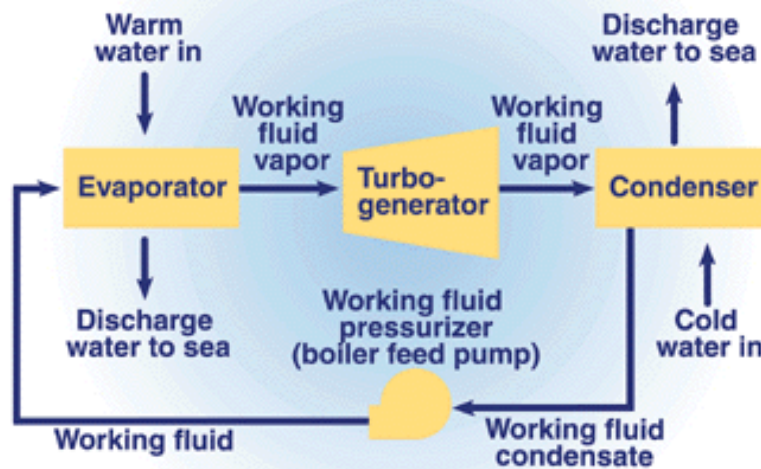 Warm
water in
Discharge
water to sea
Working
fluid
vapor
Working
fluid
vapor
Evaporator
Turbo-
generator
Condenser
Discharge
water to sea
Working fluid
pressurizer
(boiler feed pump)
Cold
water in
Working fluid
Working fluid
condensate